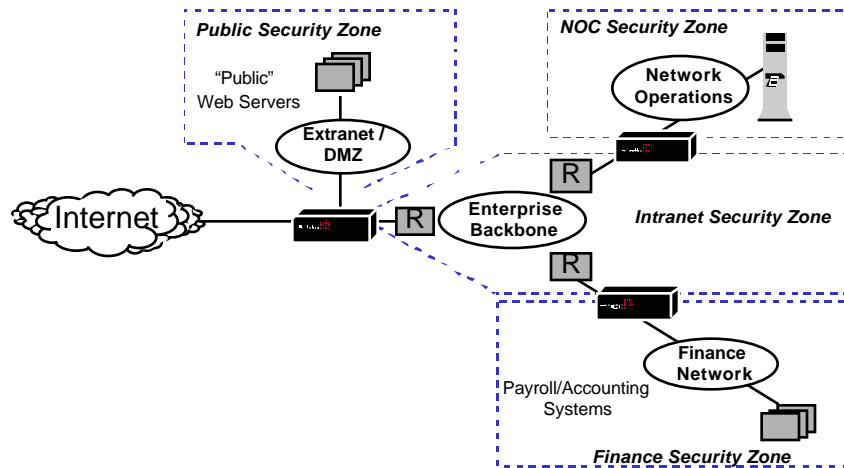 Public Security Zone
“Public”
Web Servers
Extranet /
DMZ
NOC Security Zone
Network
Operations
R
Internet
R
Enterprise
Backbone
Intranet Security Zone
R
Finance
Network
Payroll/Accounting
Systems
Finance Security Zone